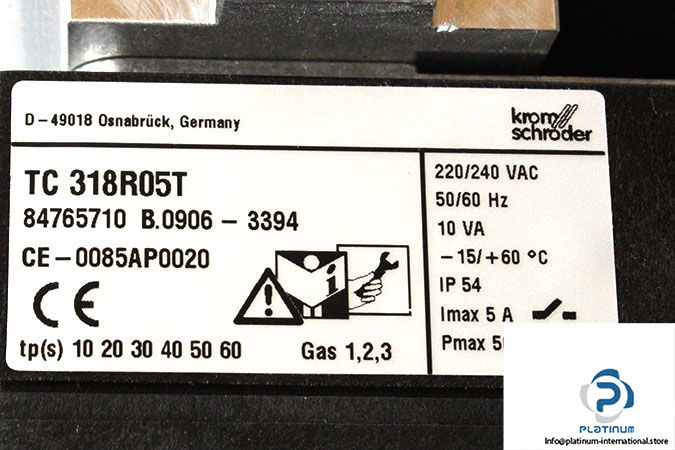 D-49018 Osnabrück, Germany
krom
schröder
TC 318R05T
84765710 B.0906 - 3394
CE-0085AP0020
CE
tp(s) 10 20 30 40 50 60
Gas 1,2,3
220/240 VAC
50/60 Hz
10 VA
-15/+60 °C
IP 54
Imax 5 A
Pmax
i
PLATINUM
Info@platinum-international.store